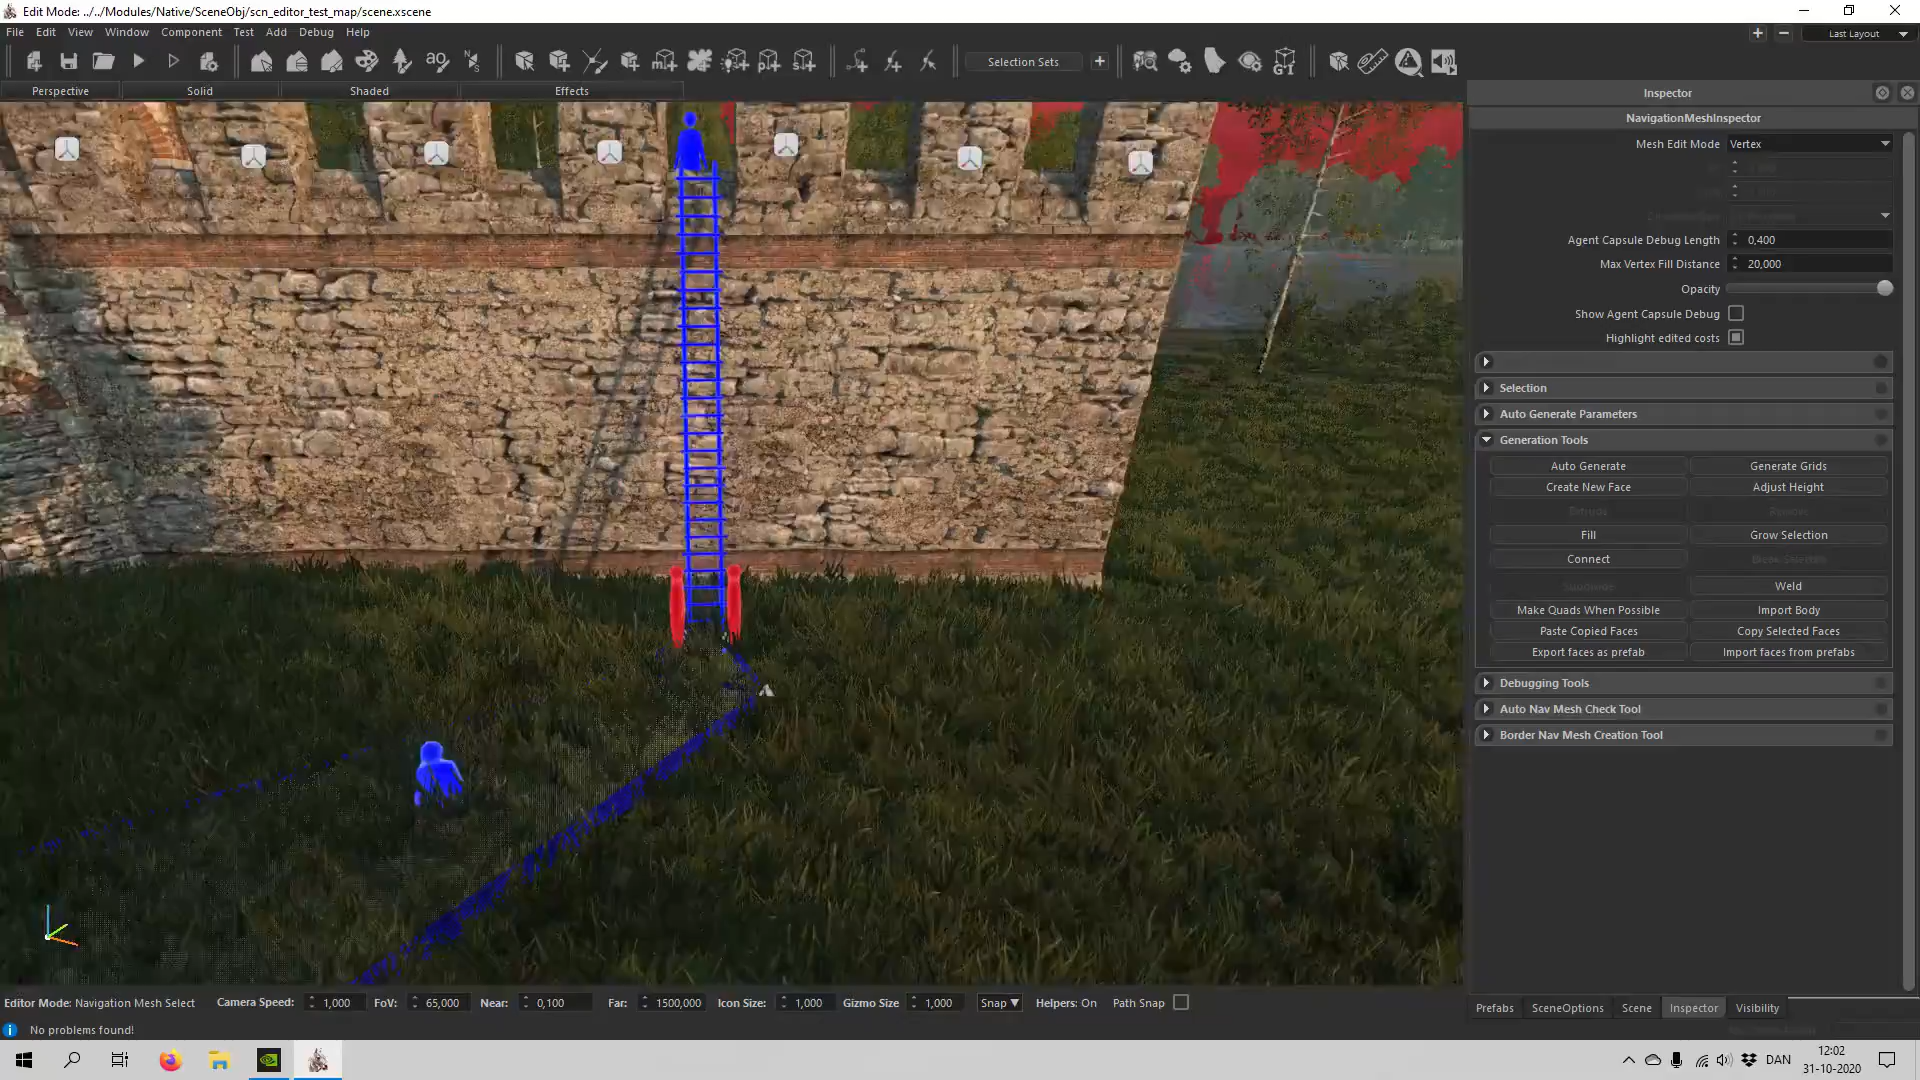 Edit Mode: ../../Modules/Native/SceneObj/scn_editor_test_map/scene.xscene
File Edit View Window Component Test Add Debug Help
Last Layout
Selection Sets
Perspective Solid Shaded Effects
Inspector
NavigationMeshInspector
Mesh Edit Mode Vertex
Agent Capsule Debug Length 0,400
Max Vertex Fill Distance 20,000
Opacity
Show Agent Capsule Debug
Highlight edited costs
Selection
Auto Generate Parameters
Generation Tools
Auto Generate Generate Grids
Create New Face Adjust Height
Extrude
Fill Grow Selection
Connect
Subdivide Weld
Make Quads When Possible Import Body
Paste Copied Faces Copy Selected Faces
Export faces as prefab Import faces from prefabs
Debugging Tools
Auto Nav Mesh Check Tool
Border Nav Mesh Creation Tool
Editor Mode: Navigation Mesh Select Camera Speed: 1,000 FoV: 65,000 Near: 0,100 Far: 1500,000 Icon Size: 1,000 Gizmo Size 1,000 Snap Helpers: On Path Snap
Prefabs SceneOptions Scene Inspector Visibility
No problems found!
DAN
12:02
31-10-2020